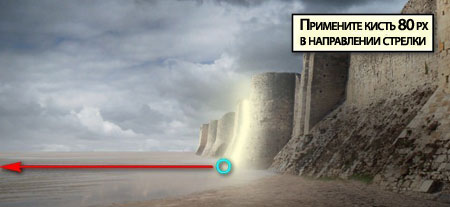 Примените кисть 80 px
в направлении стрелки